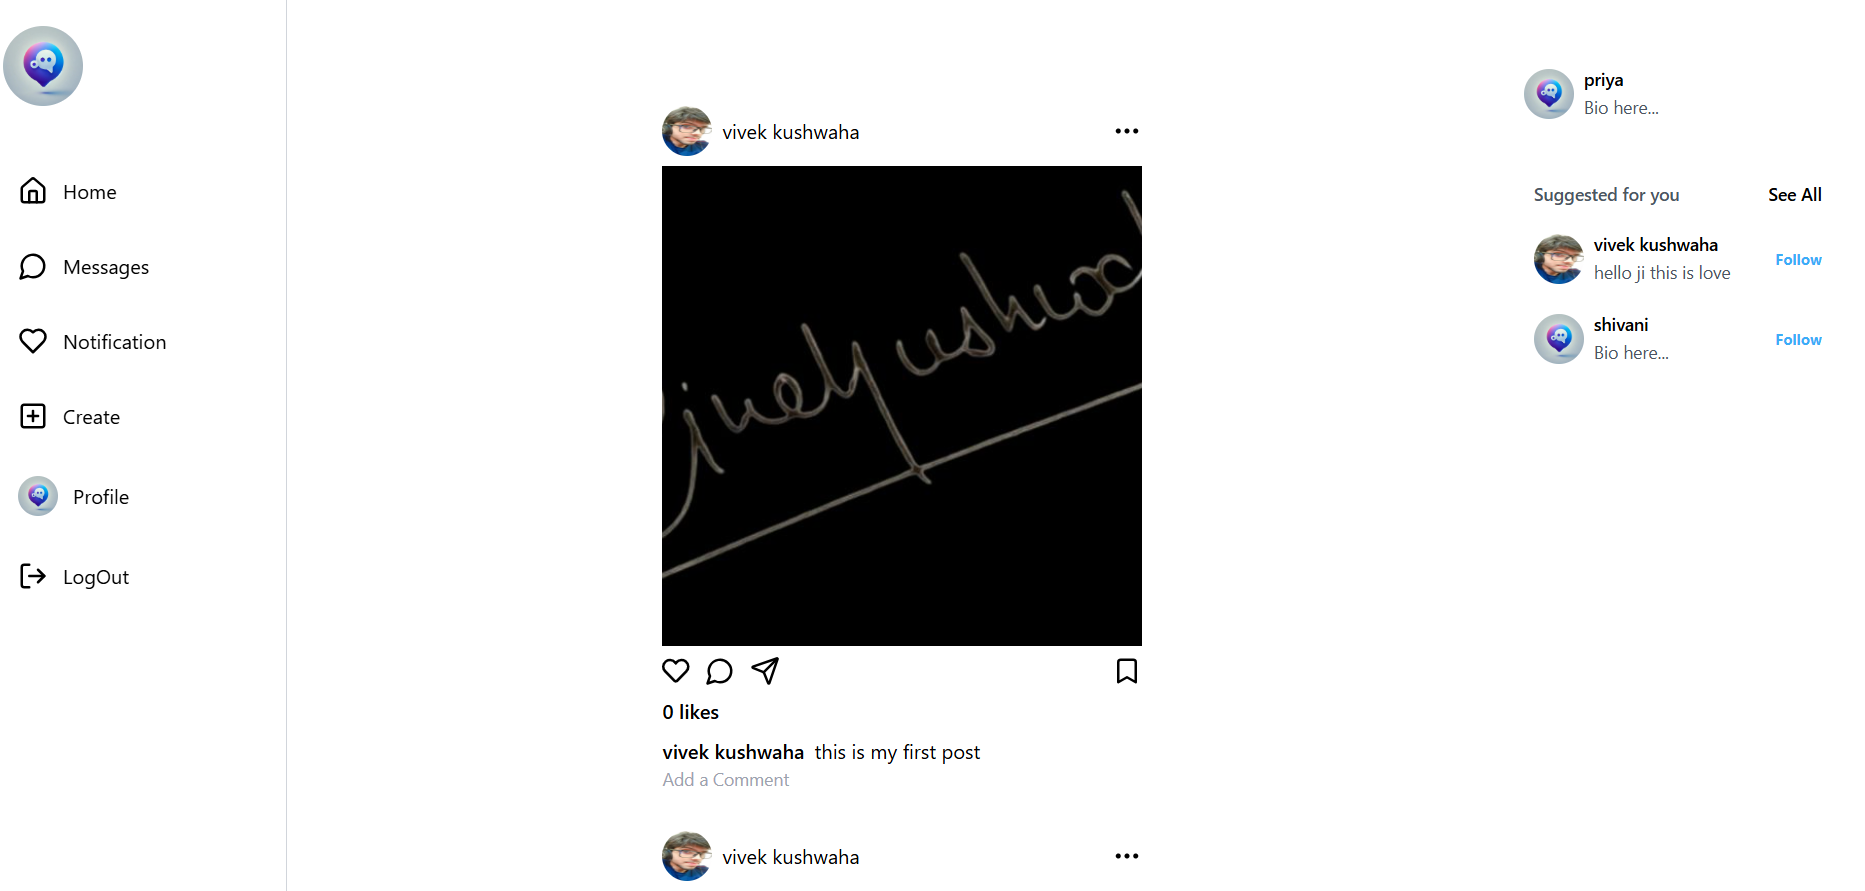 Home
Messages
Notification
Create
Profile
LogOut
vivek kushwaha
0 likes
vivek kushwaha this is my first post
Add a Comment
vivek kushwaha
priya
Bio here...
Suggested for you See All
vivek kushwaha
hello ji this is love
Follow
shivani
Bio here...
Follow